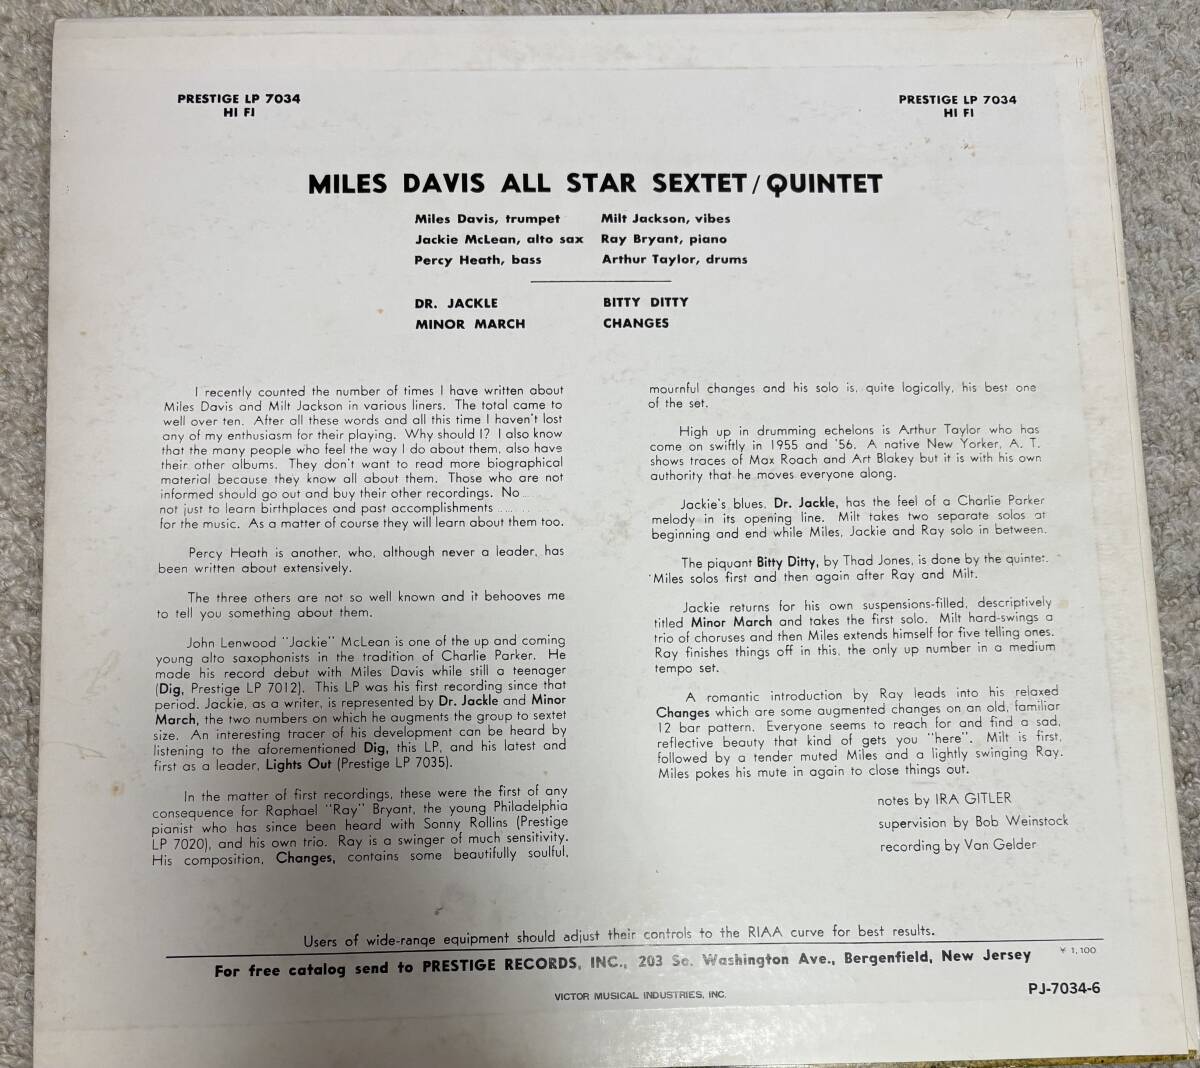 PRESTIGE LP 7034
HI FI
PRESTIGE LP 7034
HI FI
MILES DAVIS ALL STAR SEXTET/QUINTET
Miles Davis, trumpet
Jackie McLean, alto sax
Percy Heath, bass
Milt Jackson, vibes
Ray Bryant, piano
Arthur Taylor, drums
DR. JACKLE
MINOR MARCH
BITTY DITTY
CHANGES
I recently counted the number of times I have written about
Miles Davis and Milt Jackson in various liners. The total came to
well over ten. After all these words and all this time I haven't lost
any of my enthusiasm for their playing. Why should I? I also know
that the many people who feel the way I do about them, also have
their other albums. They don't want to read more biographical
material because they know all about them. Those who are not
informed should go out and buy their other recordings. No
not just to learn birthplaces and past accomplishments
for the music. As a matter of course they will learn about them too.
Percy Heath is another, who, although never a leader, has
been written about extensively.
The three others are not so well known and it behooves me
to tell you something about them.
John Lenwood "Jackie" McLean is one of the up and coming
young alto saxophonists in the tradition of Charlie Parker. He
made his record debut with Miles Davis while still a teenager
(Dig, Prestige LP 7012). This LP was his first recording since that
period. Jackie, as a writer, is represented by Dr. Jackle and Minor
March, the two numbers on which he augments the group to sextet
size. An interesting tracer of his development can be heard by
listening to the aforementioned Dig, this LP, and his latest and
first as a leader, Lights Out (Prestige LP 7035).
In the matter of first recordings, these were the first of any
consequence for Raphael "Ray" Bryant, the young Philadelphia
pianist who has since been heard with Sonny Rollins (Prestige
LP 7020), and his own trio. Ray is a swinger of much sensitivity.
His composition, Changes, contains some beautifully soulful,
mournful changes and his solo is, quite logically, his best one
of the set.
High up in drumming echelons is Arthur Taylor who has
come on swiftly in 1955 and '56. A native New Yorker, A. T.
shows traces of Max Roach and Art Blakey but it is with his own
authority that he moves everyone along.
Jackie's blues, Dr. Jackle, has the feel of a Charlie Parker
melody in its opening line. Milt takes two separate solos at
beginning and end while Miles, Jackie and Ray solo in between.
The piquant Bitty Ditty, by Thad Jones, is done by the quintet.
Miles solos first and then again after Ray and Milt.
Jackie returns for his own suspensions-filled, descriptively
titled Minor March and takes the first solo. Milt hard-swings a
trio of choruses and then Miles extends himself for five telling ones.
Ray finishes things off in this, the only up number in a medium
tempo set.
A romantic introduction by Ray leads into his relaxed
Changes which are some augmented changes on an old, familiar
12 bar pattern. Everyone seems to reach for and find a sad,
reflective beauty that kind of gets you "here". Milt is first,
followed by a tender muted Miles and a lightly swinging Ray.
Miles pokes his mute in again to close things out.
notes by IRA GITLER
supervision by Bob Weinstock
recording by Van Gelder
Users of wide-range equipment should adjust their controls to the RIAA curve for best results.
For free catalog send to PRESTIGE RECORDS, INC., 203 So. Washington Ave., Bergenfield, New Jersey
¥ 1,100
VICTOR MUSICAL INDUSTRIES, INC.
PJ-7034-6